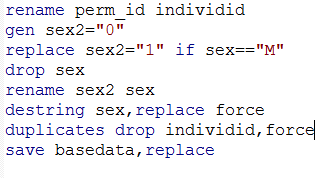 rename perm_id individid
gen sex2="0"
replace sex2="1" if sex=="M"
drop sex
rename sex2 sex
destring sex,replace force
duplicates drop individid,force
save basedata,replace